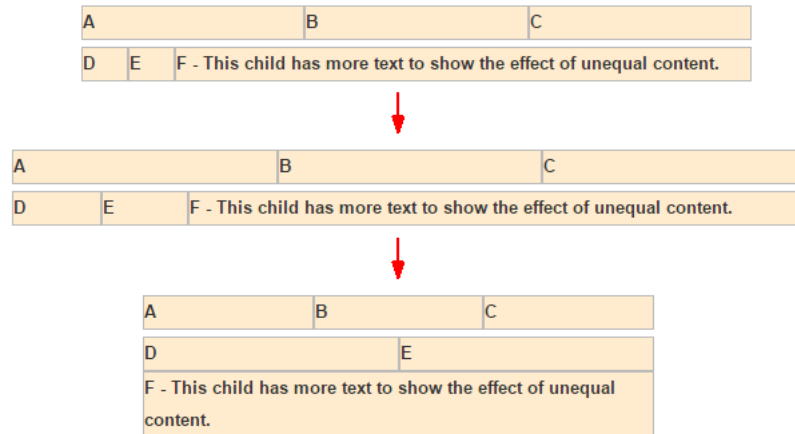 A B C
D E F - This child has more text to show the effect of unequal content.
A B C
D E F - This child has more text to show the effect of unequal content.
A B C
D E
F - This child has more text to show the effect of unequal
content.